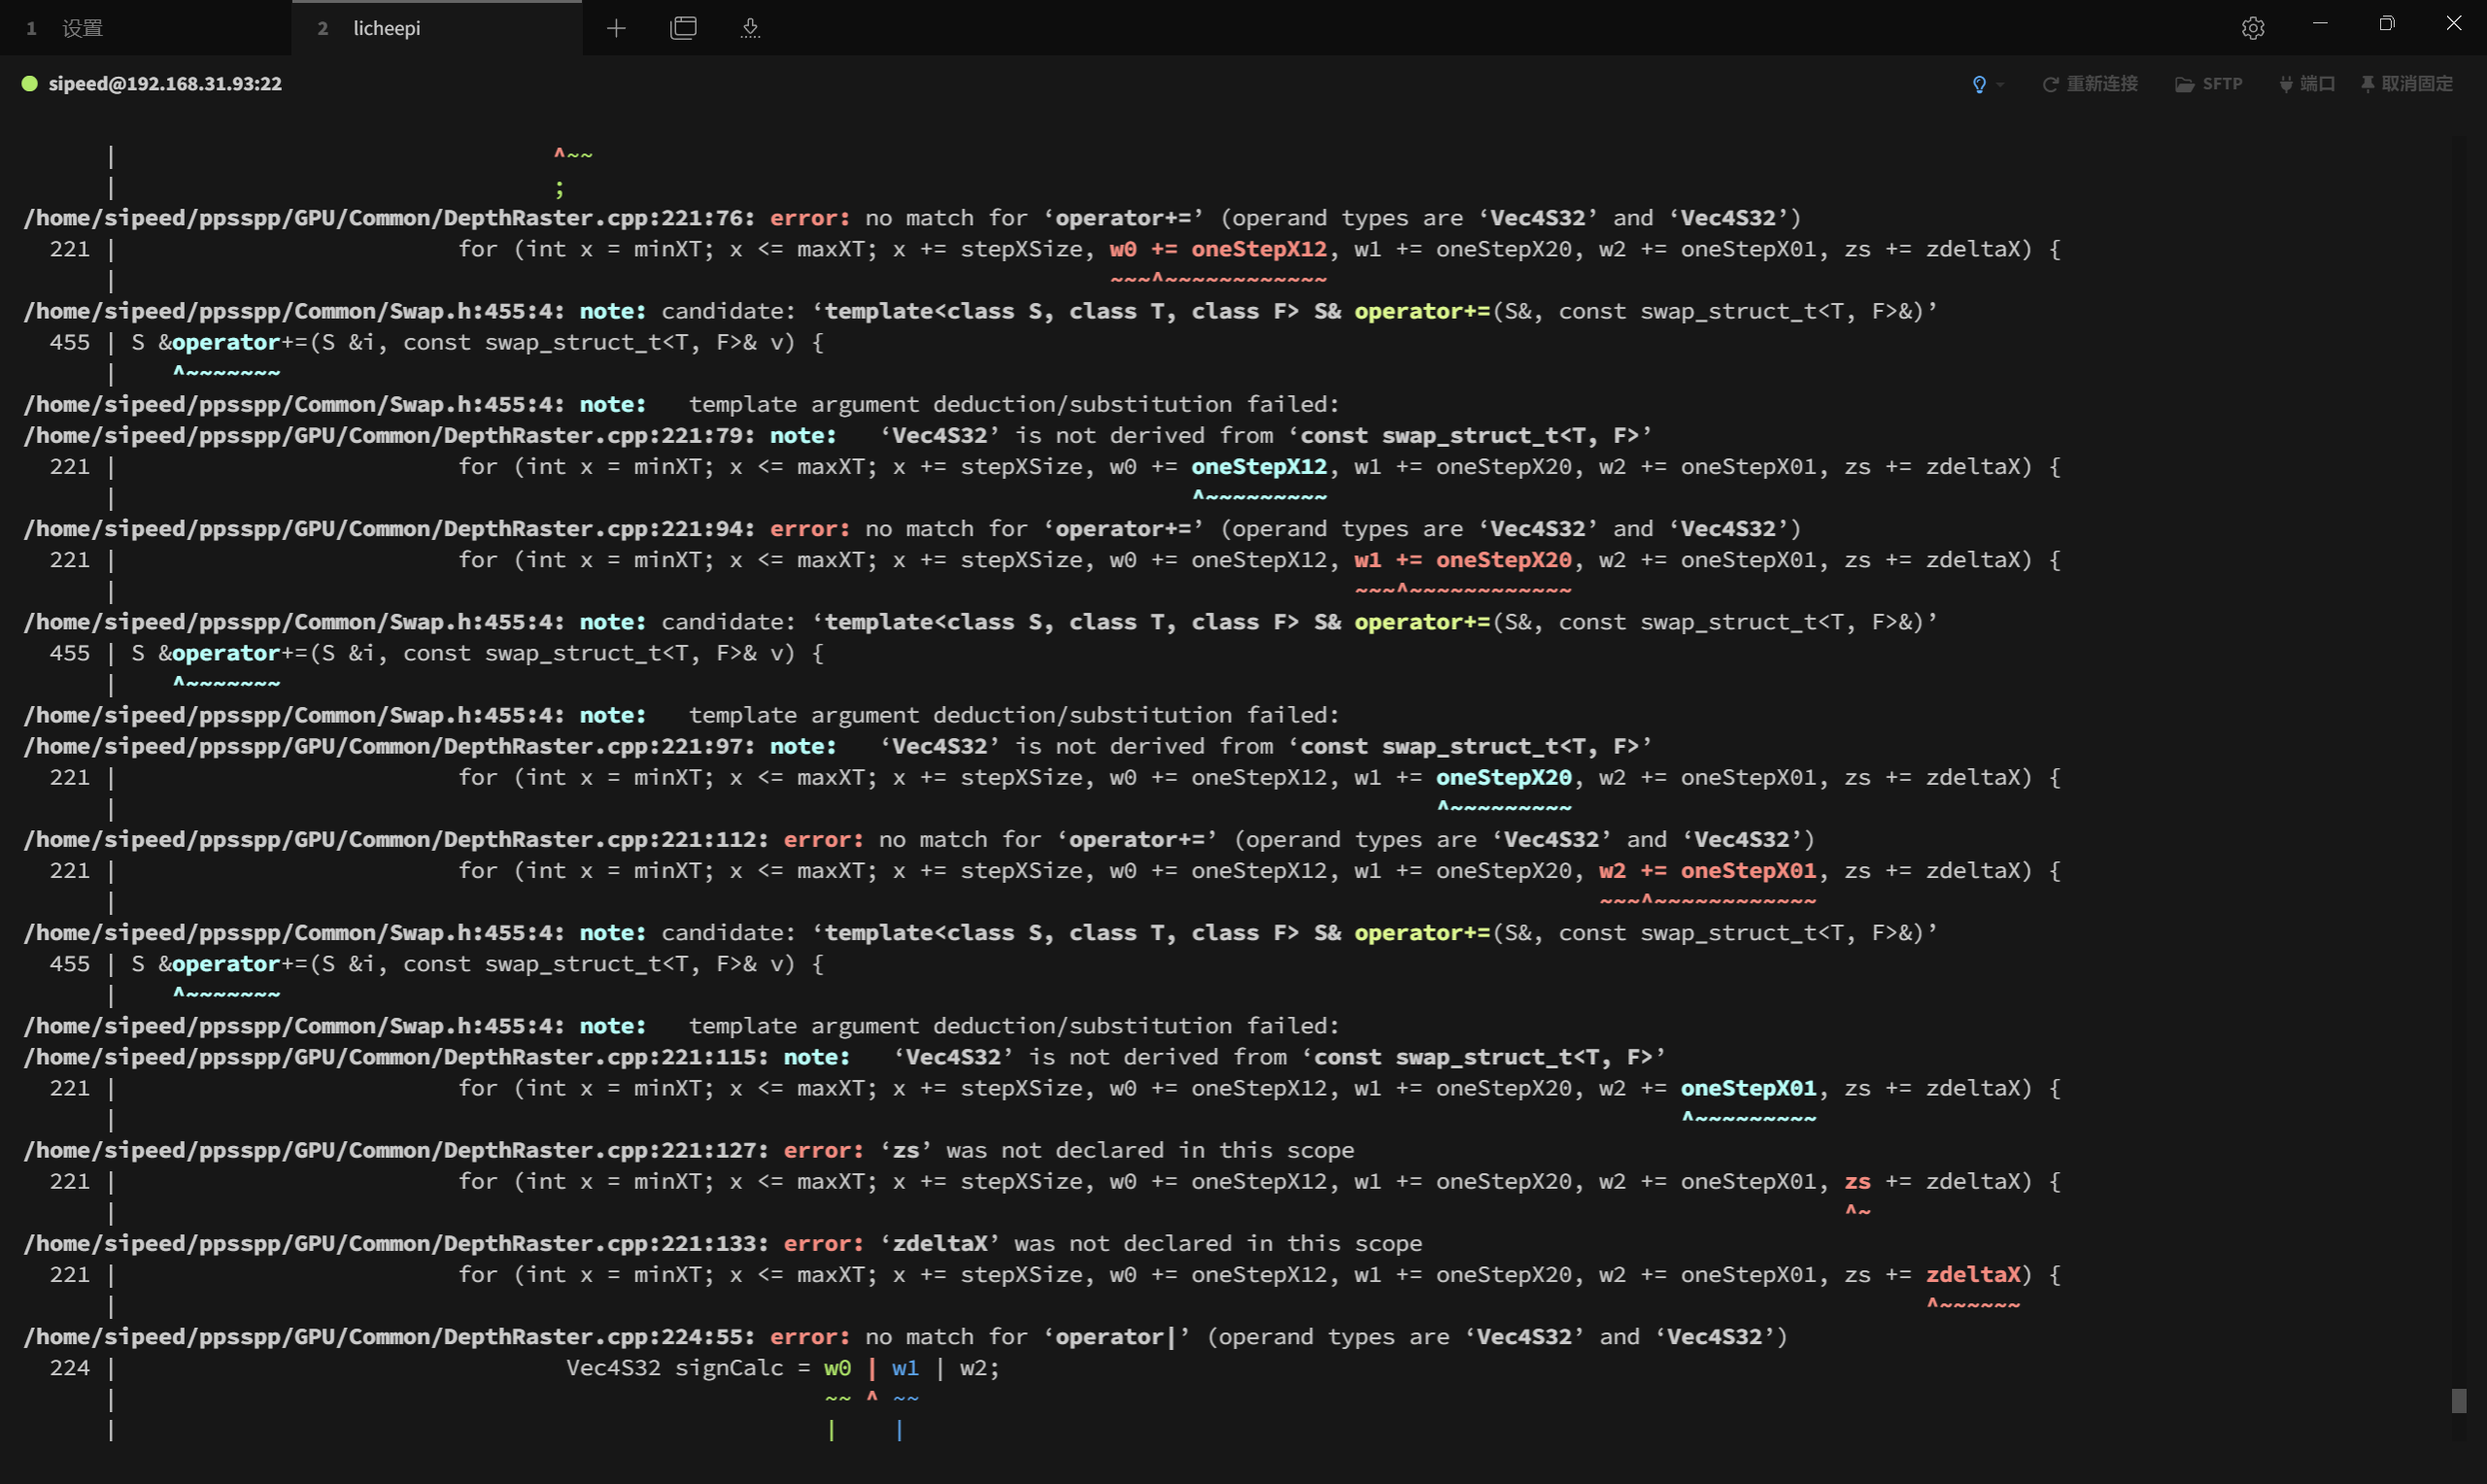 1 设置 2 licheepi
sipeed@192.168.31.93:22 重新连接 SFTP 端口 取消固定
| ^~~
| ;
/home/sipeed/ppsspp/GPU/Common/DepthRaster.cpp:221:76: error: no match for ‘operator+=’ (operand types are ‘Vec4S32’ and ‘Vec4S32’)
221 | for (int x = minXT; x <= maxXT; x += stepXSize, w0 += oneStepX12, w1 += oneStepX20, w2 += oneStepX01, zs += zdeltaX) {
| ~~~^~~~~~~~~~~~~
/home/sipeed/ppsspp/Common/Swap.h:455:4: note: candidate: ‘template<class S, class T, class F> S& operator+=(S&, const swap_struct_t<T, F>&)’
455 | S &operator+=(S &i, const swap_struct_t<T, F>& v) {
| ^~~~~~~~
/home/sipeed/ppsspp/Common/Swap.h:455:4: note: template argument deduction/substitution failed:
/home/sipeed/ppsspp/GPU/Common/DepthRaster.cpp:221:79: note: ‘Vec4S32’ is not derived from ‘const swap_struct_t<T, F>’
221 | for (int x = minXT; x <= maxXT; x += stepXSize, w0 += oneStepX12, w1 += oneStepX20, w2 += oneStepX01, zs += zdeltaX) {
| ^~~~~~~~~~
/home/sipeed/ppsspp/GPU/Common/DepthRaster.cpp:221:94: error: no match for ‘operator+=’ (operand types are ‘Vec4S32’ and ‘Vec4S32’)
221 | for (int x = minXT; x <= maxXT; x += stepXSize, w0 += oneStepX12, w1 += oneStepX20, w2 += oneStepX01, zs += zdeltaX) {
| ~~~^~~~~~~~~~~~~
/home/sipeed/ppsspp/Common/Swap.h:455:4: note: candidate: ‘template<class S, class T, class F> S& operator+=(S&, const swap_struct_t<T, F>&)’
455 | S &operator+=(S &i, const swap_struct_t<T, F>& v) {
| ^~~~~~~~
/home/sipeed/ppsspp/Common/Swap.h:455:4: note: template argument deduction/substitution failed:
/home/sipeed/ppsspp/GPU/Common/DepthRaster.cpp:221:97: note: ‘Vec4S32’ is not derived from ‘const swap_struct_t<T, F>’
221 | for (int x = minXT; x <= maxXT; x += stepXSize, w0 += oneStepX12, w1 += oneStepX20, w2 += oneStepX01, zs += zdeltaX) {
| ^~~~~~~~~~
/home/sipeed/ppsspp/GPU/Common/DepthRaster.cpp:221:112: error: no match for ‘operator+=’ (operand types are ‘Vec4S32’ and ‘Vec4S32’)
221 | for (int x = minXT; x <= maxXT; x += stepXSize, w0 += oneStepX12, w1 += oneStepX20, w2 += oneStepX01, zs += zdeltaX) {
| ~~~^~~~~~~~~~~~~
/home/sipeed/ppsspp/Common/Swap.h:455:4: note: candidate: ‘template<class S, class T, class F> S& operator+=(S&, const swap_struct_t<T, F>&)’
455 | S &operator+=(S &i, const swap_struct_t<T, F>& v) {
| ^~~~~~~~
/home/sipeed/ppsspp/Common/Swap.h:455:4: note: template argument deduction/substitution failed:
/home/sipeed/ppsspp/GPU/Common/DepthRaster.cpp:221:115: note: ‘Vec4S32’ is not derived from ‘const swap_struct_t<T, F>’
221 | for (int x = minXT; x <= maxXT; x += stepXSize, w0 += oneStepX12, w1 += oneStepX20, w2 += oneStepX01, zs += zdeltaX) {
| ^~~~~~~~~~
/home/sipeed/ppsspp/GPU/Common/DepthRaster.cpp:221:127: error: ‘zs’ was not declared in this scope
221 | for (int x = minXT; x <= maxXT; x += stepXSize, w0 += oneStepX12, w1 += oneStepX20, w2 += oneStepX01, zs += zdeltaX) {
| ^~
/home/sipeed/ppsspp/GPU/Common/DepthRaster.cpp:221:133: error: ‘zdeltaX’ was not declared in this scope
221 | for (int x = minXT; x <= maxXT; x += stepXSize, w0 += oneStepX12, w1 += oneStepX20, w2 += oneStepX01, zs += zdeltaX) {
| ^~~~~~~
/home/sipeed/ppsspp/GPU/Common/DepthRaster.cpp:224:55: error: no match for ‘operator|’ (operand types are ‘Vec4S32’ and ‘Vec4S32’)
224 | Vec4S32 signCalc = w0 | w1 | w2;
| ~~ ^ ~~
| | |